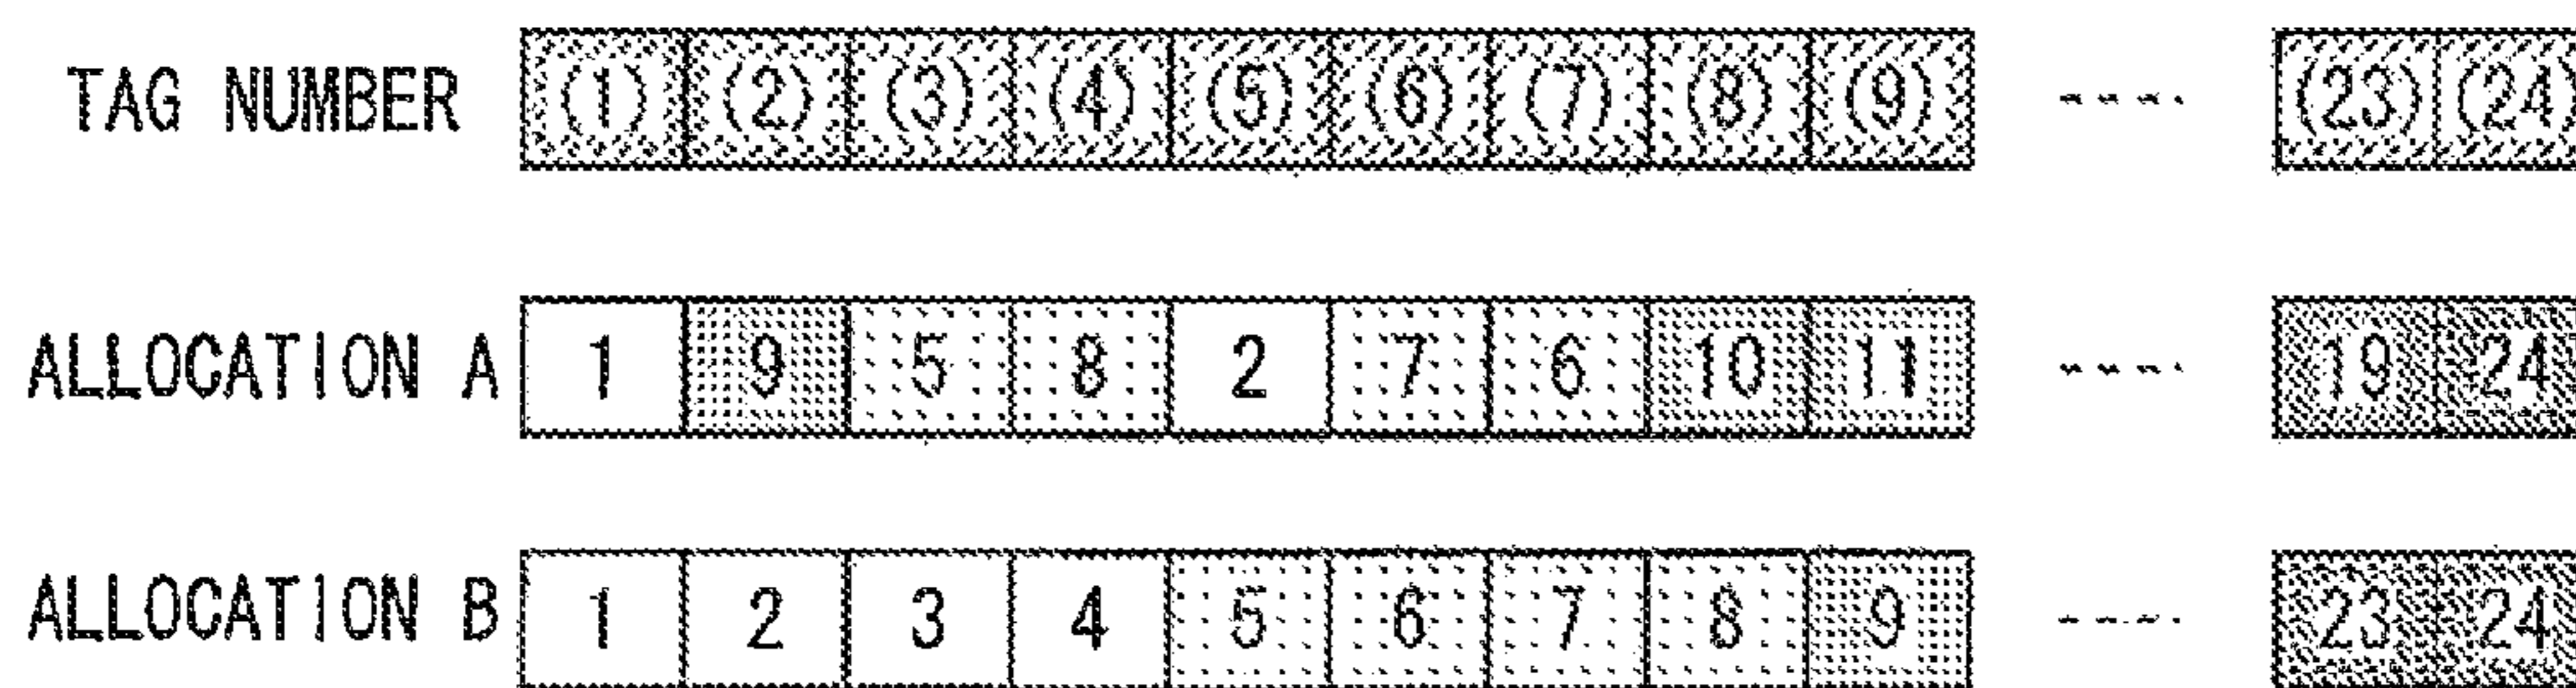 TAG NUMBER (1) (2) (3) (4) (5) (6) (7) (8) (9) ---- (23) (24)
ALLOCATION A 1 9 5 8 2 7 6 10 11 ---- 19 24
ALLOCATION B 1 2 3 4 5 6 7 8 9 ---- 23 24